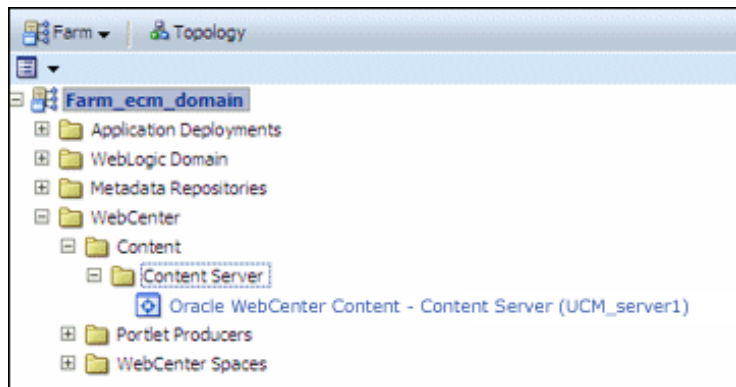 Farm Topology
Farm_ecm_domain
Application Deployments
WebLogic Domain
Metadata Repositories
WebCenter
Content
Content Server
Oracle WebCenter Content - Content Server (UCM_server1)
Portlet Producers
WebCenter Spaces